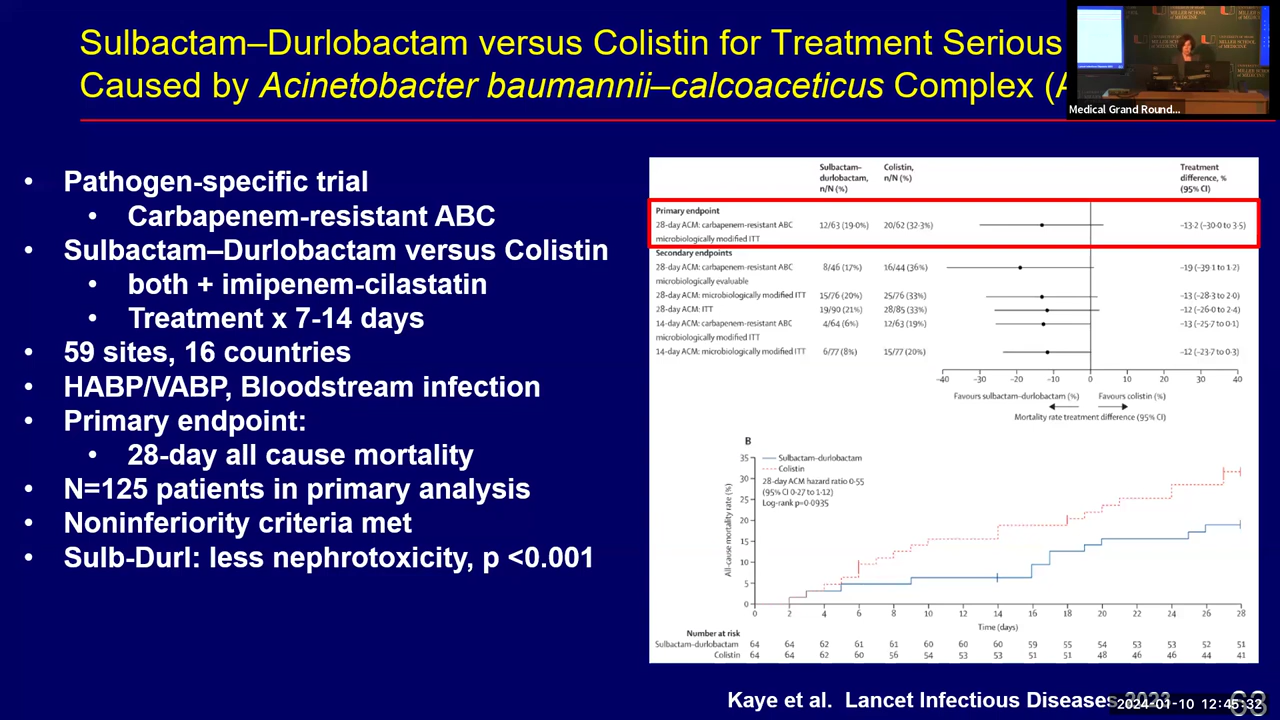 Sulbactam–Durlobactam versus Colistin for Treatment Serious
Caused by Acinetobacter baumannii–calcoaceticus Complex (A
Medical Grand Round...
• Pathogen-specific trial
• Carbapenem-resistant ABC
• Sulbactam–Durlobactam versus Colistin
• both + imipenem-cilastatin
• Treatment x 7-14 days
• 59 sites, 16 countries
• HABP/VABP, Bloodstream infection
• Primary endpoint:
• 28-day all cause mortality
• N=125 patients in primary analysis
• Noninferiority criteria met
• Sulb-Durl: less nephrotoxicity, p <0.001
Sulbactam- Colistin, Treatment
durlobactam, n/N (%) difference, %
n/N (%) (95% CI)
Primary endpoint
28-day ACM: carbapenem-resistant ABC 12/63 (19·0%) 20/62 (32·3%) –13·2 (–30·0 to 3·5)
microbiologically modified ITT
Secondary endpoints
28-day ACM: carbapenem-resistant ABC 8/46 (17%) 16/44 (36%) –19 (–39·1 to 1·2)
microbiologically evaluable
28-day ACM: microbiologically modified ITT 15/76 (20%) 25/76 (33%) –13 (–28·3 to 2·0)
28-day ACM: ITT 19/90 (21%) 28/85 (33%) –12 (–26·0 to 2·4)
14-day ACM: carbapenem-resistant ABC 4/64 (6%) 12/63 (19%) –13 (–25·7 to 0·1)
microbiologically modified ITT
14-day ACM: microbiologically modified ITT 6/77 (8%) 15/77 (20%) –12 (–23·7 to 0·3)
–40 –30 –20 –10 0 10 20 30 40
Favours sulbactam-durlobactam (%) Favours colistin (%)
Mortality rate treatment difference (95% CI)
B
Sulbactam-durlobactam
Colistin
28-day ACM hazard ratio 0·55
(95% CI 0·27 to 1·12)
Log-rank p=0·0935
All-cause mortality rate (%)
35
30
25
20
15
10
5
0
0 2 4 6 8 10 12 14 16 18 20 22 24 26 28
Time (days)
Number at risk
Sulbactam-durlobactam 64 64 62 61 61 60 60 60 59 55 54 53 53 52 51
Colistin 64 64 62 60 56 54 53 53 51 51 48 46 46 44 41
Kaye et al. Lancet Infectious Diseases 2023
63
2024-01-10 12:45:32